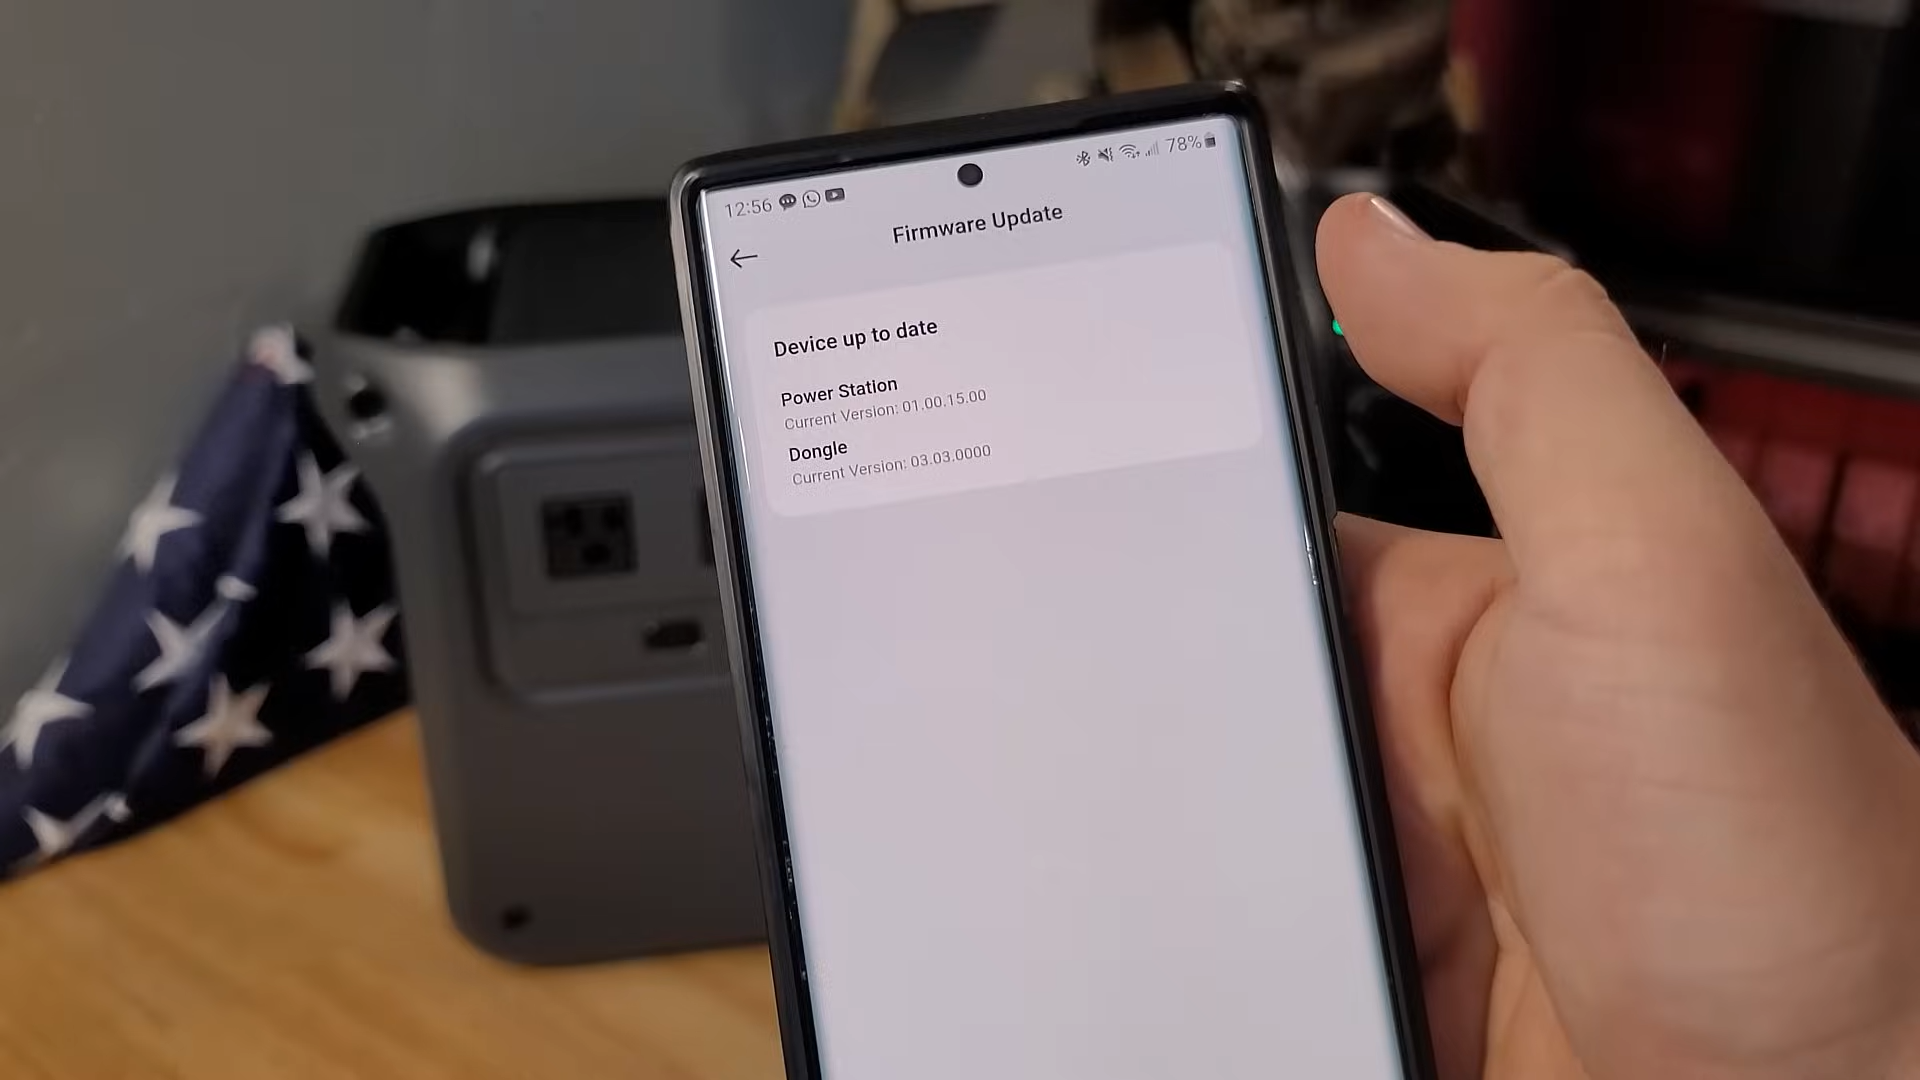 12:56
78%
Firmware Update
Device up to date
Power Station
Current Version: 01.00.15.00
Dongle
Current Version: 03.03.0000